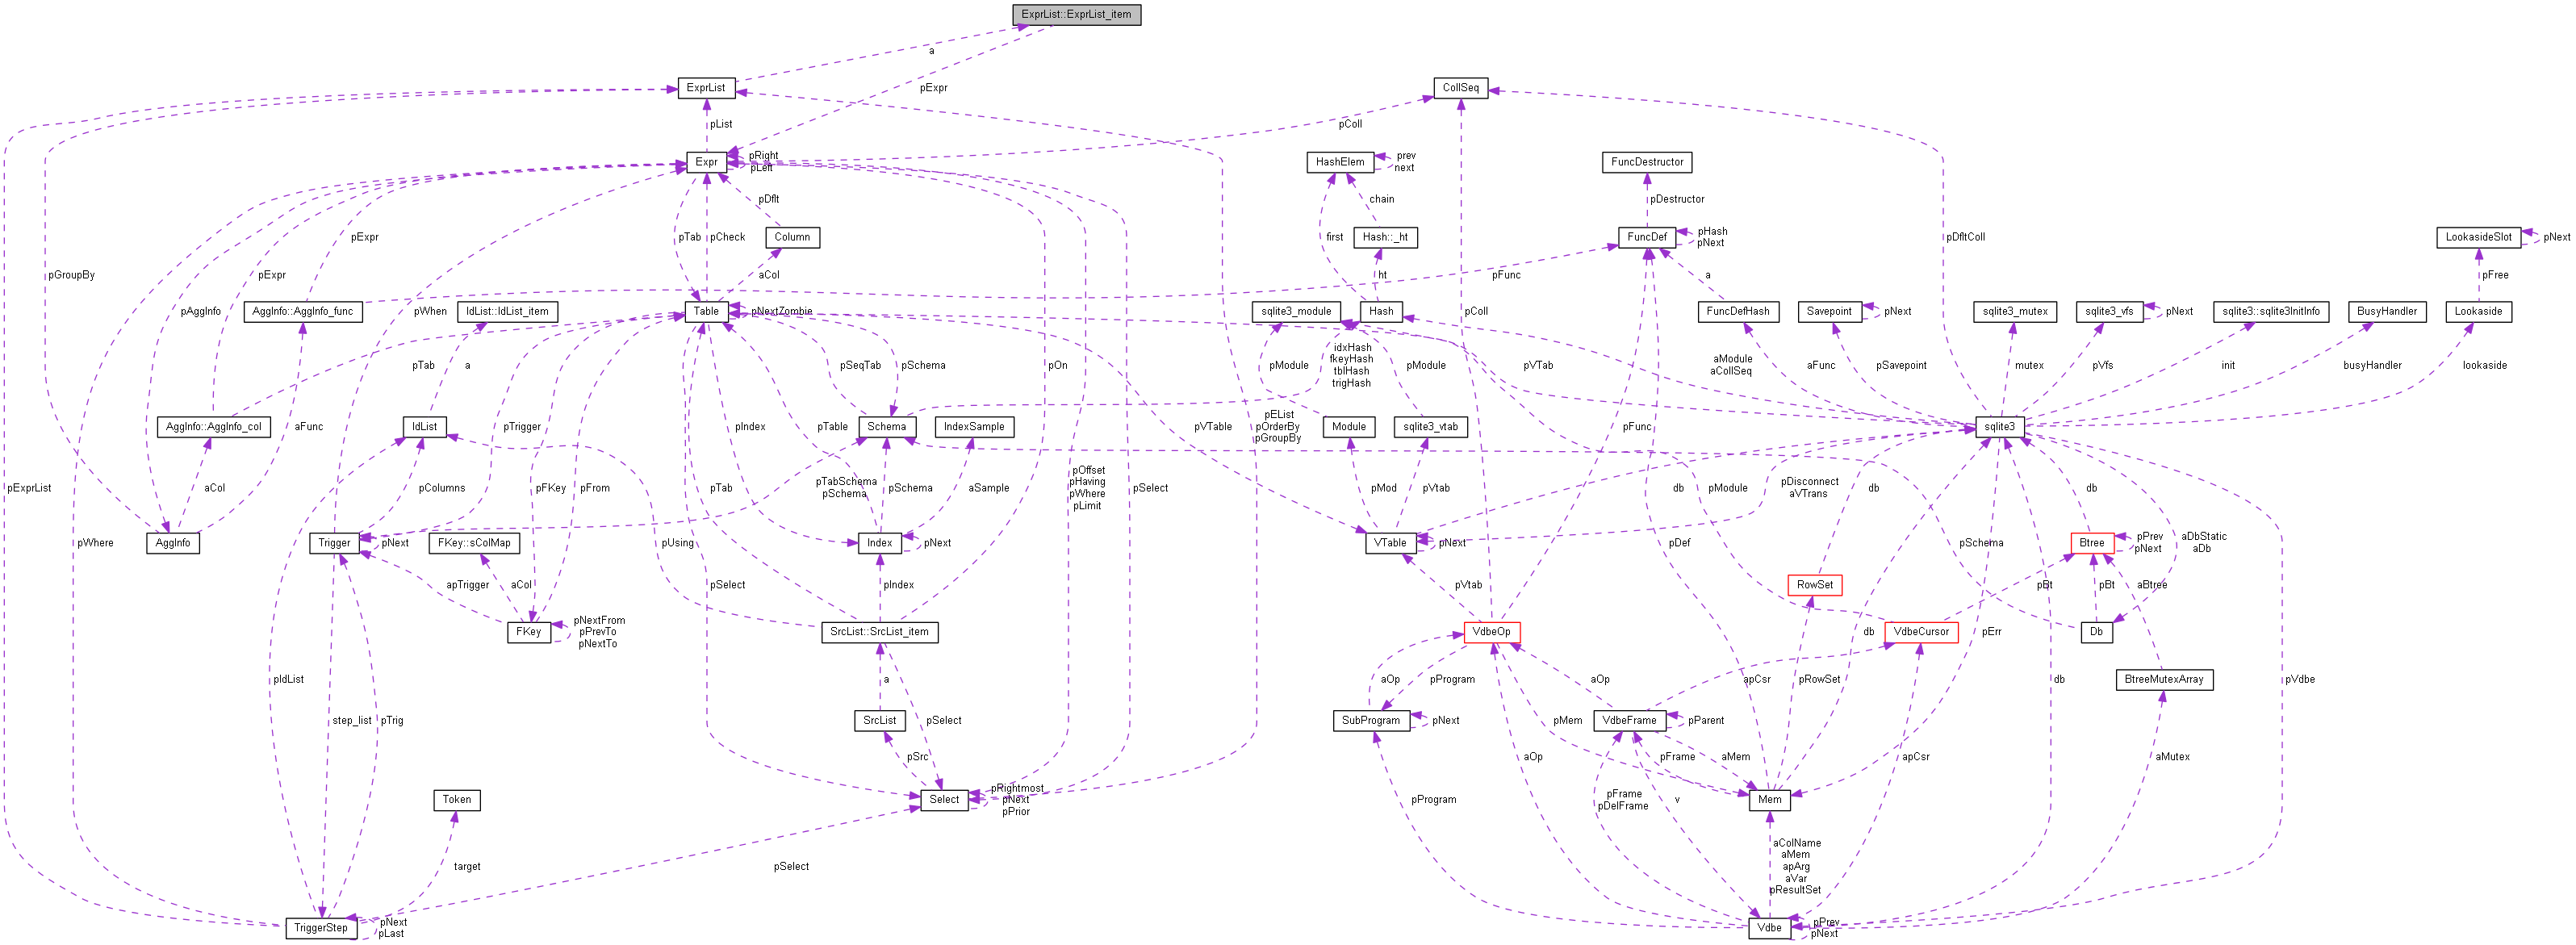 ExprList::ExprList_item
a
pExpr
ExprList
CollSeq
pList
pColl
Expr
pRight
pLeft
HashElem
prev
next
FuncDestructor
chain
pDestructor
pDflt
pTab
pCheck
Column
first
Hash::_ht
FuncDef
pHash
pNext
pDfltColl
LookasideSlot
pNext
pExpr
pGroupBy
pExpr
aCol
ht
pFunc
a
pFree
pAggInfo
pWhen
AggInfo::AggInfo_func
IdList::IdList_item
Table
pNextZombie
sqlite3_module
Hash
pColl
FuncDefHash
Savepoint
pNext
sqlite3_mutex
sqlite3_vfs
pNext
sqlite3::sqlite3InitInfo
BusyHandler
Lookaside
pTab
a
pSeqTab
pSchema
pOn
pModule
idxHash
fkeyHash
tblHash
trigHash
pModule
pVTab
aModule
aCollSeq
aFunc
pSavepoint
mutex
pVfs
init
busyHandler
lookaside
AggInfo::AggInfo_col
aFunc
IdList
pTrigger
pIndex
pTable
Schema
IndexSample
pVTable
pEList
pOrderBy
pGroupBy
Module
sqlite3_vtab
pFunc
sqlite3
pExprList
aCol
pColumns
pFKey
pFrom
pTab
pTabSchema
pSchema
pSchema
aSample
pOffset
pHaving
pWhere
pLimit
pSelect
pMod
pVtab
db
pModule
pDisconnect
aVTrans
db
db
aDbStatic
aDb
AggInfo
pWhere
Trigger
pNext
FKey::sColMap
pUsing
Index
pNext
VTable
pNext
pDef
pSchema
Btree
pPrev
pNext
apTrigger
aCol
pSelect
pIndex
pVtab
RowSet
pBt
pBt
aBtree
FKey
pNextFrom
pPrevTo
pNextTo
SrcList::SrcList_item
VdbeOp
db
VdbeCursor
pErr
Db
pIdList
a
aOp
pProgram
aOp
apCsr
pRowSet
db
BtreeMutexArray
pVdbe
step_list
pTrig
SrcList
pSelect
SubProgram
pNext
pMem
VdbeFrame
pParent
pSrc
aOp
pFrame
aMem
apCsr
aMutex
Token
Select
pRightmost
pNext
pPrior
pProgram
pFrame
pDelFrame
v
Mem
target
pSelect
aColName
aMem
apArg
aVar
pResultSet
TriggerStep
pNext
pLast
Vdbe
pPrev
pNext